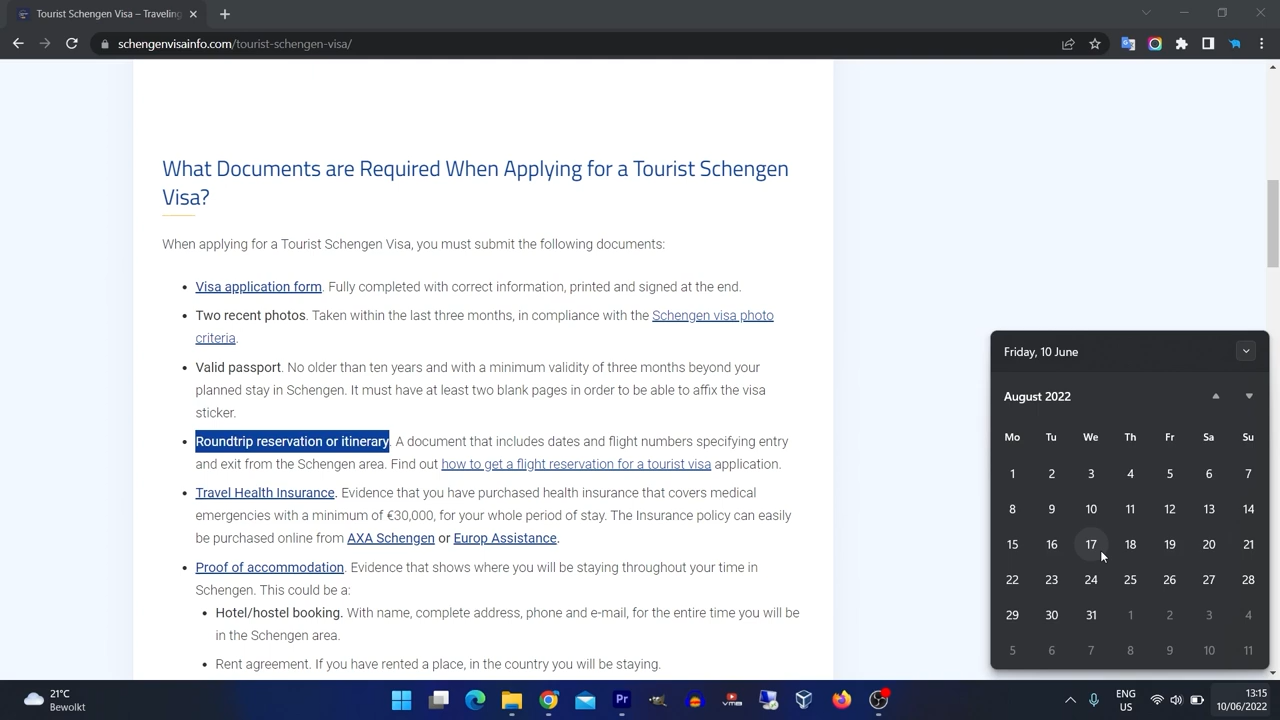 Tourist Schengen Visa – Traveling
schengenvisainfo.com/tourist-schengen-visa/
What Documents are Required When Applying for a Tourist Schengen
Visa?
When applying for a Tourist Schengen Visa, you must submit the following documents:
• Visa application form. Fully completed with correct information, printed and signed at the end.
• Two recent photos. Taken within the last three months, in compliance with the Schengen visa photo
criteria.
• Valid passport. No older than ten years and with a minimum validity of three months beyond your
planned stay in Schengen. It must have at least two blank pages in order to be able to affix the visa
sticker.
• Roundtrip reservation or itinerary. A document that includes dates and flight numbers specifying entry
and exit from the Schengen area. Find out how to get a flight reservation for a tourist visa application.
• Travel Health Insurance. Evidence that you have purchased health insurance that covers medical
emergencies with a minimum of €30,000, for your whole period of stay. The Insurance policy can easily
be purchased online from AXA Schengen or Europ Assistance.
• Proof of accommodation. Evidence that shows where you will be staying throughout your time in
Schengen. This could be a:
• Hotel/hostel booking. With name, complete address, phone and e-mail, for the entire time you will be
in the Schengen area.
• Rent agreement. If you have rented a place, in the country you will be staying.
Friday, 10 June
August 2022
Mo Tu We Th Fr Sa Su
1 2 3 4 5 6 7
8 9 10 11 12 13 14
15 16 17 18 19 20 21
22 23 24 25 26 27 28
29 30 31 1 2 3 4
5 6 7 8 9 10 11
21°C
Bewolkt
Pr
vmix
ENG
US
13:15
10/06/2022